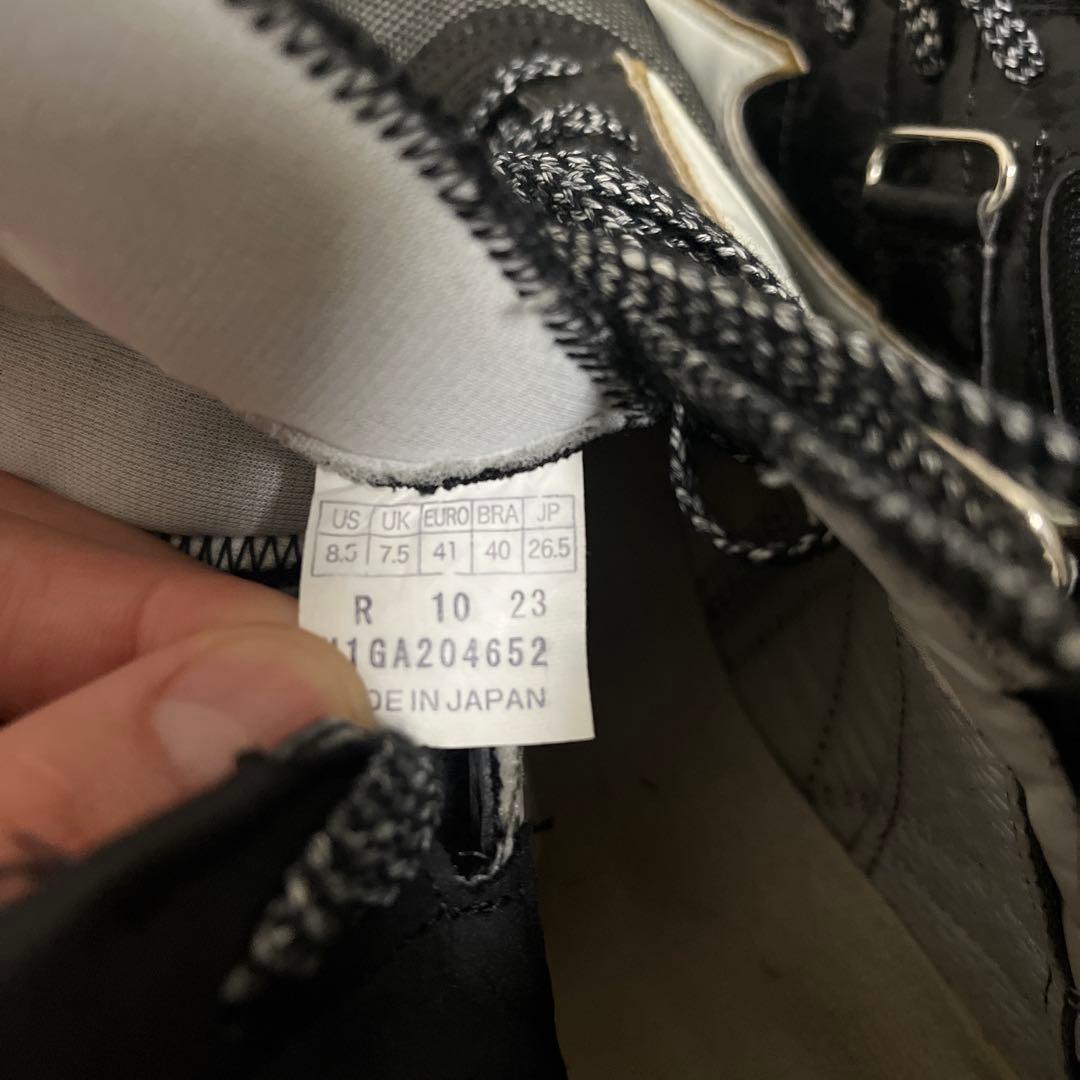 US UK EURO BRA JP
8.5 7.5 41 40 26.5
R 10 23
1GA204652
DE IN JAPAN